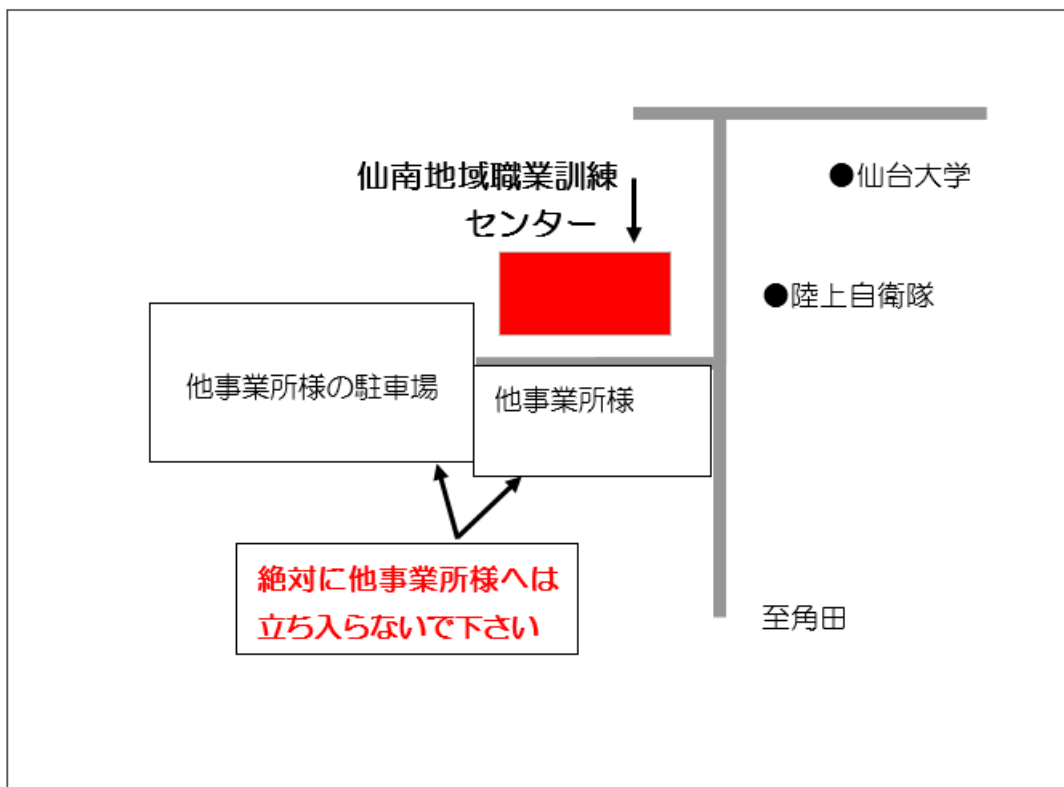 仙南地域職業訓練
センター
●仙台大学
●陸上自衛隊
他事業所様の駐車場
他事業所様
絶対に他事業所様へは
立ち入らないで下さい
至角田